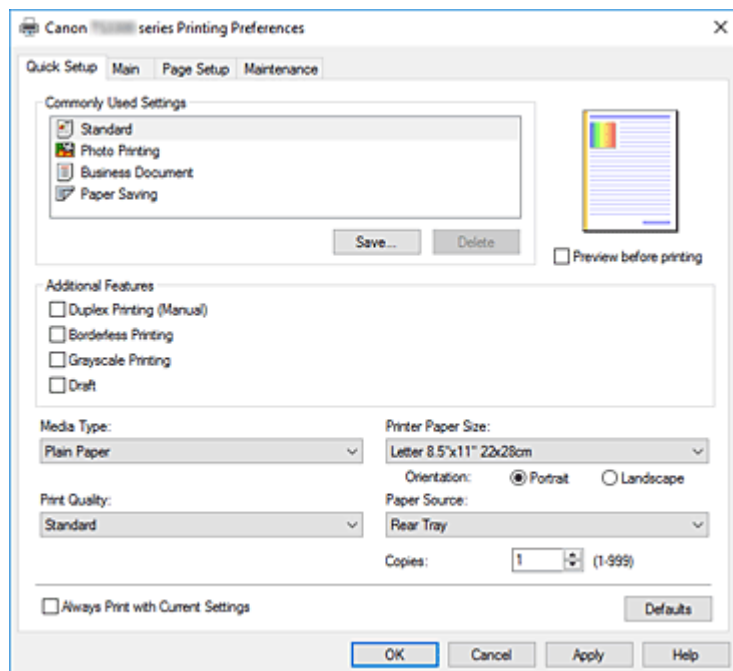 Canon series Printing Preferences
Quick Setup Main Page Setup Maintenance
Commonly Used Settings
Standard
Photo Printing
Business Document
Paper Saving
Save... Delete
Preview before printing
Additional Features
Duplex Printing (Manual)
Borderless Printing
Grayscale Printing
Draft
Media Type: Printer Paper Size:
Plain Paper Letter 8.5"x11" 22x28cm
Orientation: Portrait Landscape
Print Quality: Paper Source:
Standard Rear Tray
Copies: 1 (1-999)
Always Print with Current Settings Defaults
OK Cancel Apply Help